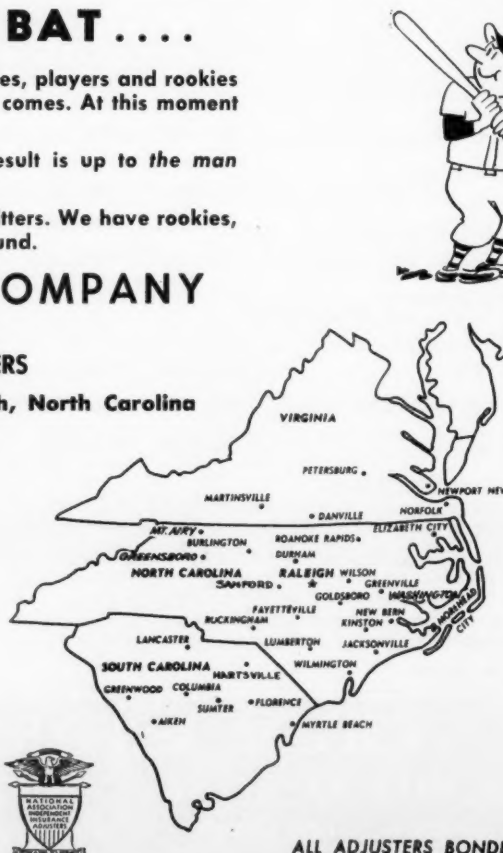 BAT....
es, players and rookies
comes. At this moment
esult is up to the man
tters. We have rookies,
und.
OMPANY
ERS
h, North Carolina
VIRGINIA
PETERSBURG
NEWPORT NEW
MARTINSVILLE
DANVILLE
NORFOLK
MT. AIRY
ELIZABETH CITY
BURLINGTON
ROANOKE RAPIDS
GREENSBORO
DURHAM
NORTH CAROLINA
RALEIGH
WILSON
SANFORD
GREENVILLE
GOLDSBORO
WASHINGTON
FAYETTEVILLE
NEW BERN
MOREHEAD
CITY
RUCKINGHAM
KINSTON
LANCASTER
LUMBERTON
JACKSONVILLE
SOUTH CAROLINA
HARTSVILLE
WILMINGTON
GREENWOOD
COLUMBIA
SUMTER
FLORENCE
AIKEN
MYRTLE BEACH
NATIONAL
ASSOCIATION
INDEPENDENT
INSURANCE
ADJUSTERS
ALL ADJUSTERS BONDE